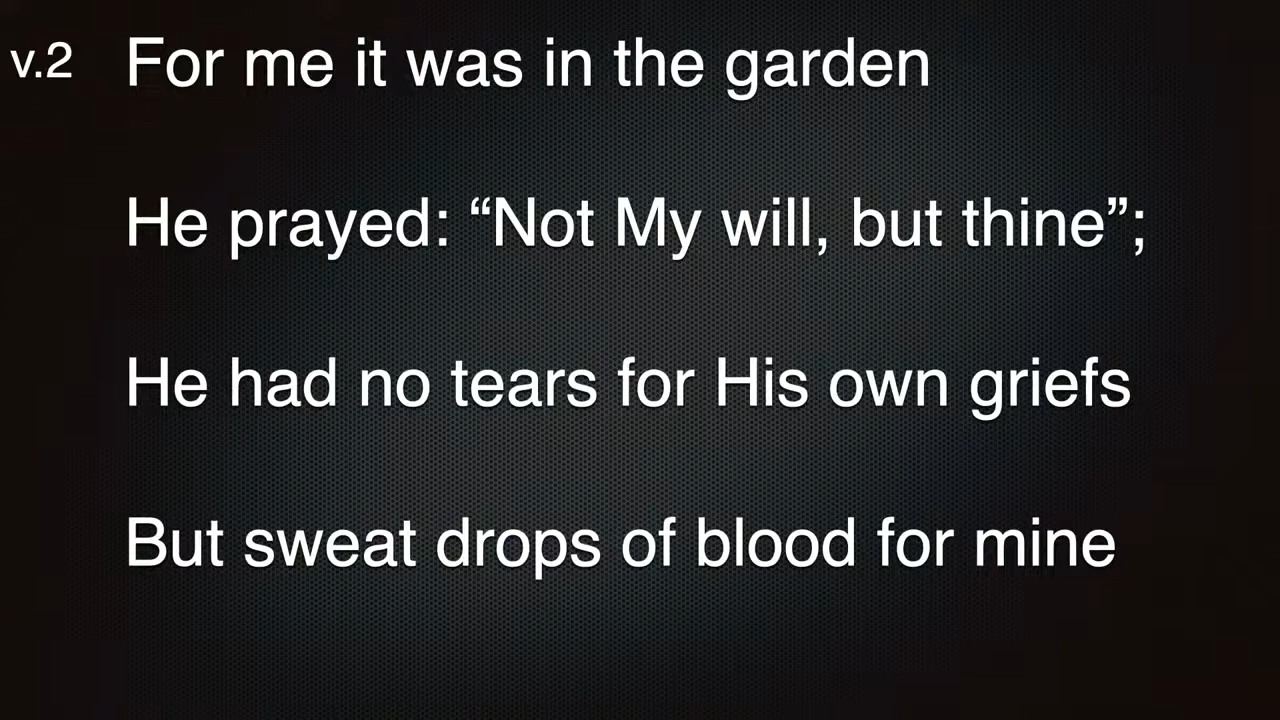 v.2 For me it was in the garden
He prayed: “Not My will, but thine”;
He had no tears for His own griefs
But sweat drops of blood for mine